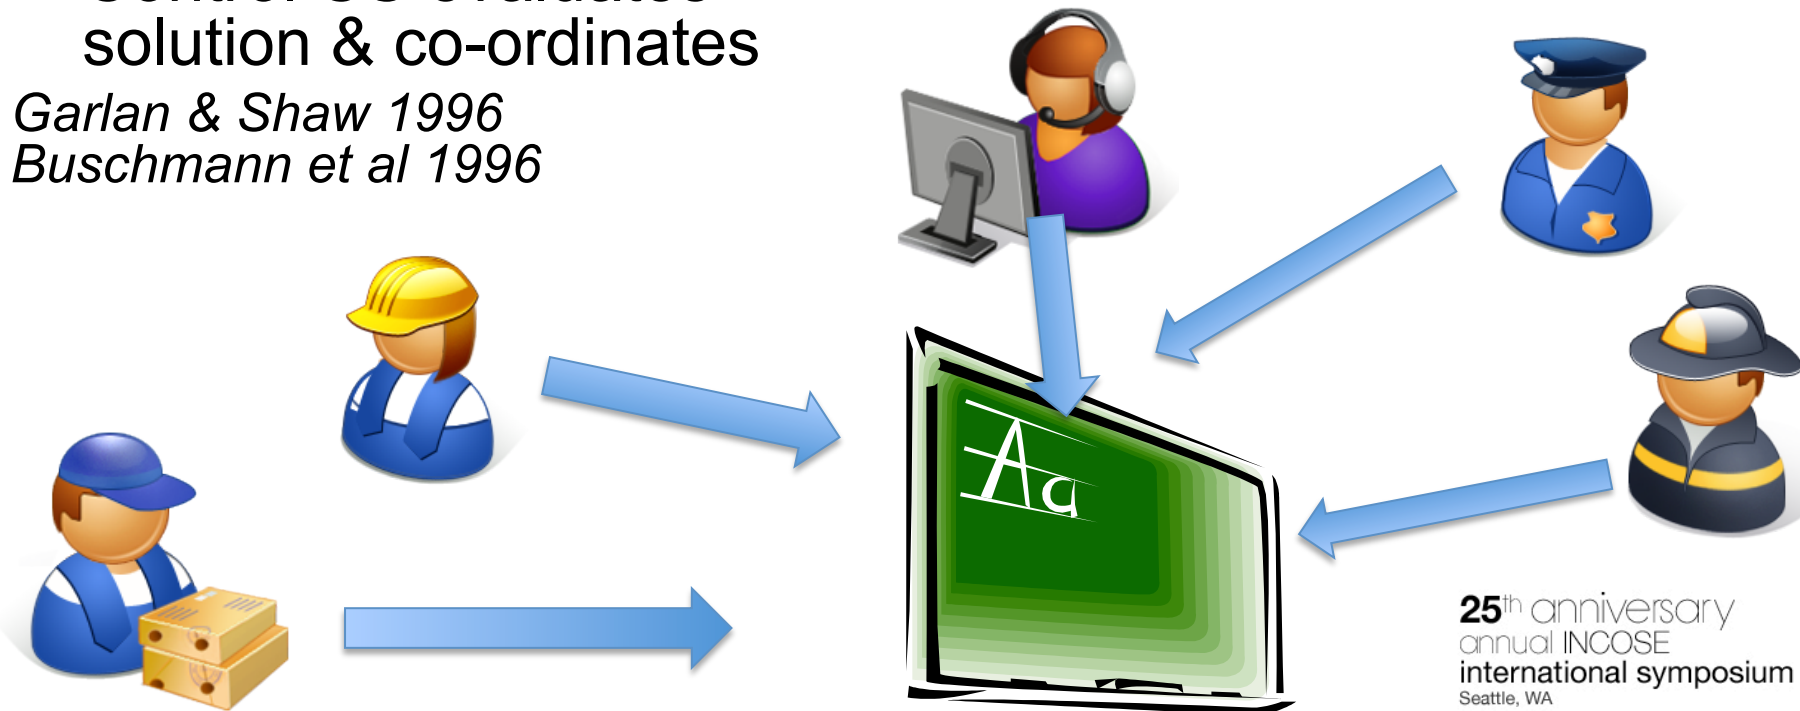 solution & co-ordinates
Garlan & Shaw 1996
Buschmann et al 1996
Aa
25th anniversary
annual INCOSE
international symposium
Seattle, WA